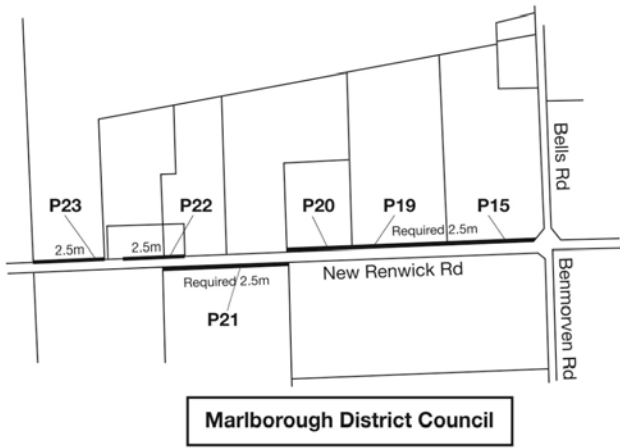 Bells Rd
P23
P22
P20
P19
P15
2.5m
2.5m
Required 2.5m
New Renwick Rd
Required 2.5m
P21
Benmorven Rd
Marlborough District Council